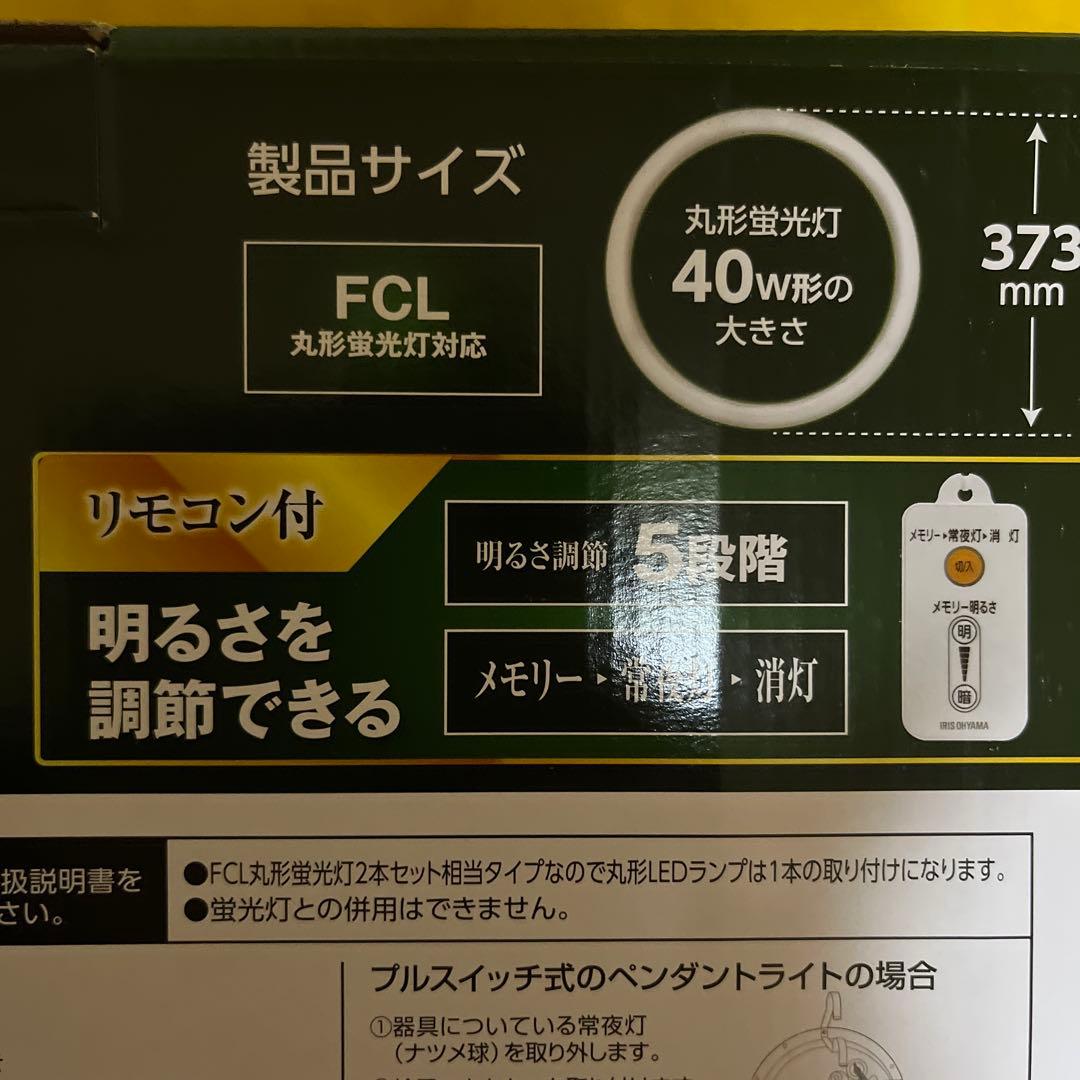 製品サイズ
FCL
丸形蛍光灯対応
丸形蛍光灯
40W形の
大きさ
373
mm
リモコン付
明るさを
調節できる
明るさ調節 5段階
メモリー▶常夜灯▶消灯
メモリー▶常夜灯▶消 灯
切/入
メモリー明るさ
明
暗
IRIS OHYAMA
扱説明書を
さい。
●FCL丸形蛍光灯2本セット相当タイプなので丸形LEDランプは1本の取り付けになります。
●蛍光灯との併用はできません。
プルスイッチ式のペンダントライトの場合
①器具についている常夜灯
（ナツメ球）を取り外します。